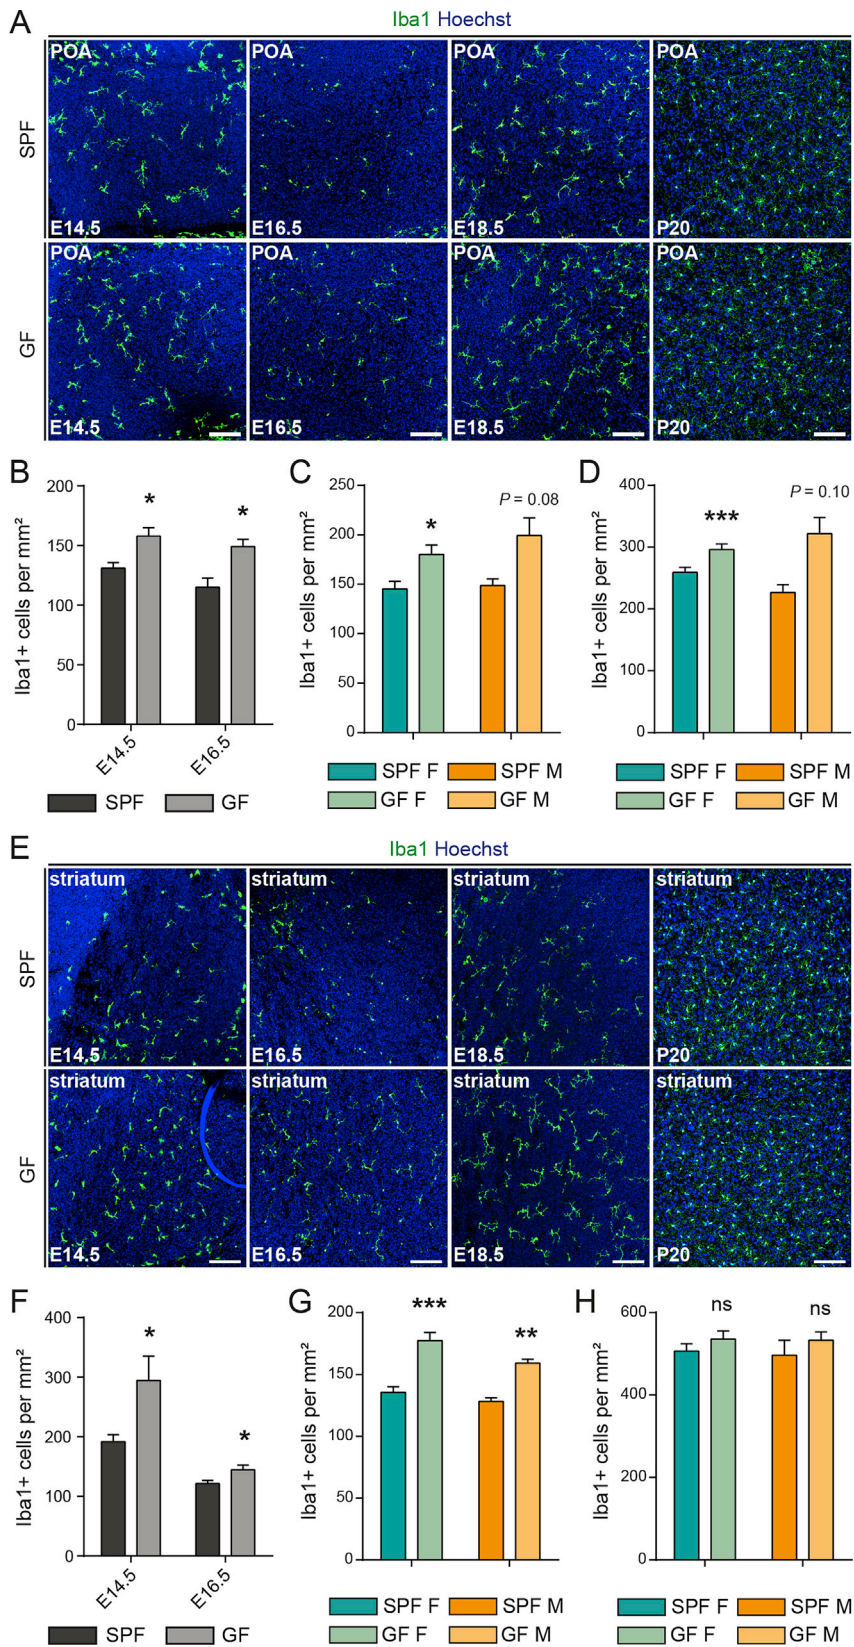 A
Iba1 Hoechst
SPF
POA
E14.5
POA
E16.5
POA
E18.5
POA
P20
GF
POA
E14.5
POA
E16.5
POA
E18.5
POA
P20
B
Iba1+ cells per mm²
200
150
100
50
0
*
*
E14.5
E16.5
SPF
GF
C
Iba1+ cells per mm²
250
200
150
100
50
0
*
P = 0.08
SPF F
SPF M
GF F
GF M
D
Iba1+ cells per mm²
400
300
200
100
0
***
P = 0.10
SPF F
SPF M
GF F
GF M
E
Iba1 Hoechst
SPF
striatum
E14.5
striatum
E16.5
striatum
E18.5
striatum
P20
GF
striatum
E14.5
striatum
E16.5
striatum
E18.5
striatum
P20
F
Iba1+ cells per mm²
400
300
200
100
0
*
*
E14.5
E16.5
SPF
GF
G
Iba1+ cells per mm²
200
150
100
50
0
***
**
SPF F
SPF M
GF F
GF M
H
Iba1+ cells per mm²
600
400
200
0
ns
ns
SPF F
SPF M
GF F
GF M